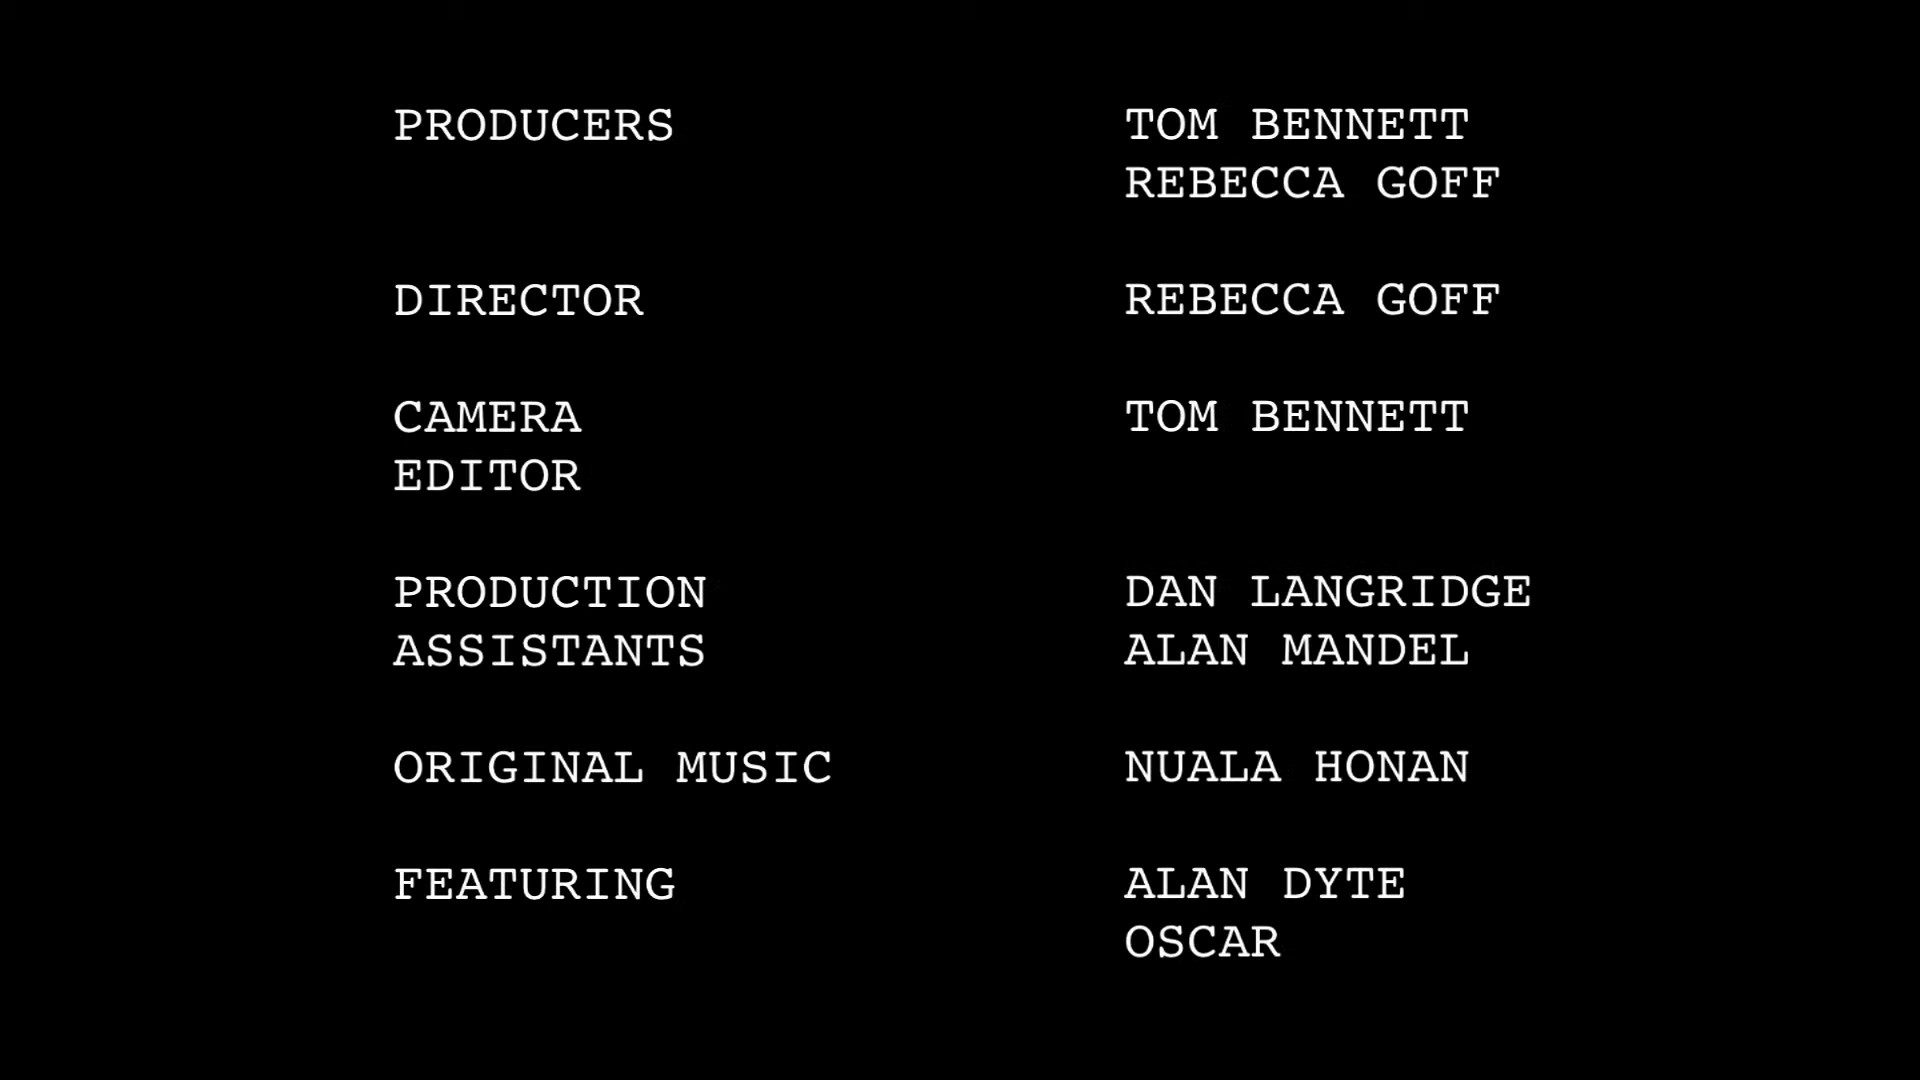 PRODUCERS TOM BENNETT
REBECCA GOFF
DIRECTOR REBECCA GOFF
CAMERA TOM BENNETT
EDITOR
PRODUCTION DAN LANGRIDGE
ASSISTANTS ALAN MANDEL
ORIGINAL MUSIC NUALA HONAN
FEATURING ALAN DYTE
OSCAR